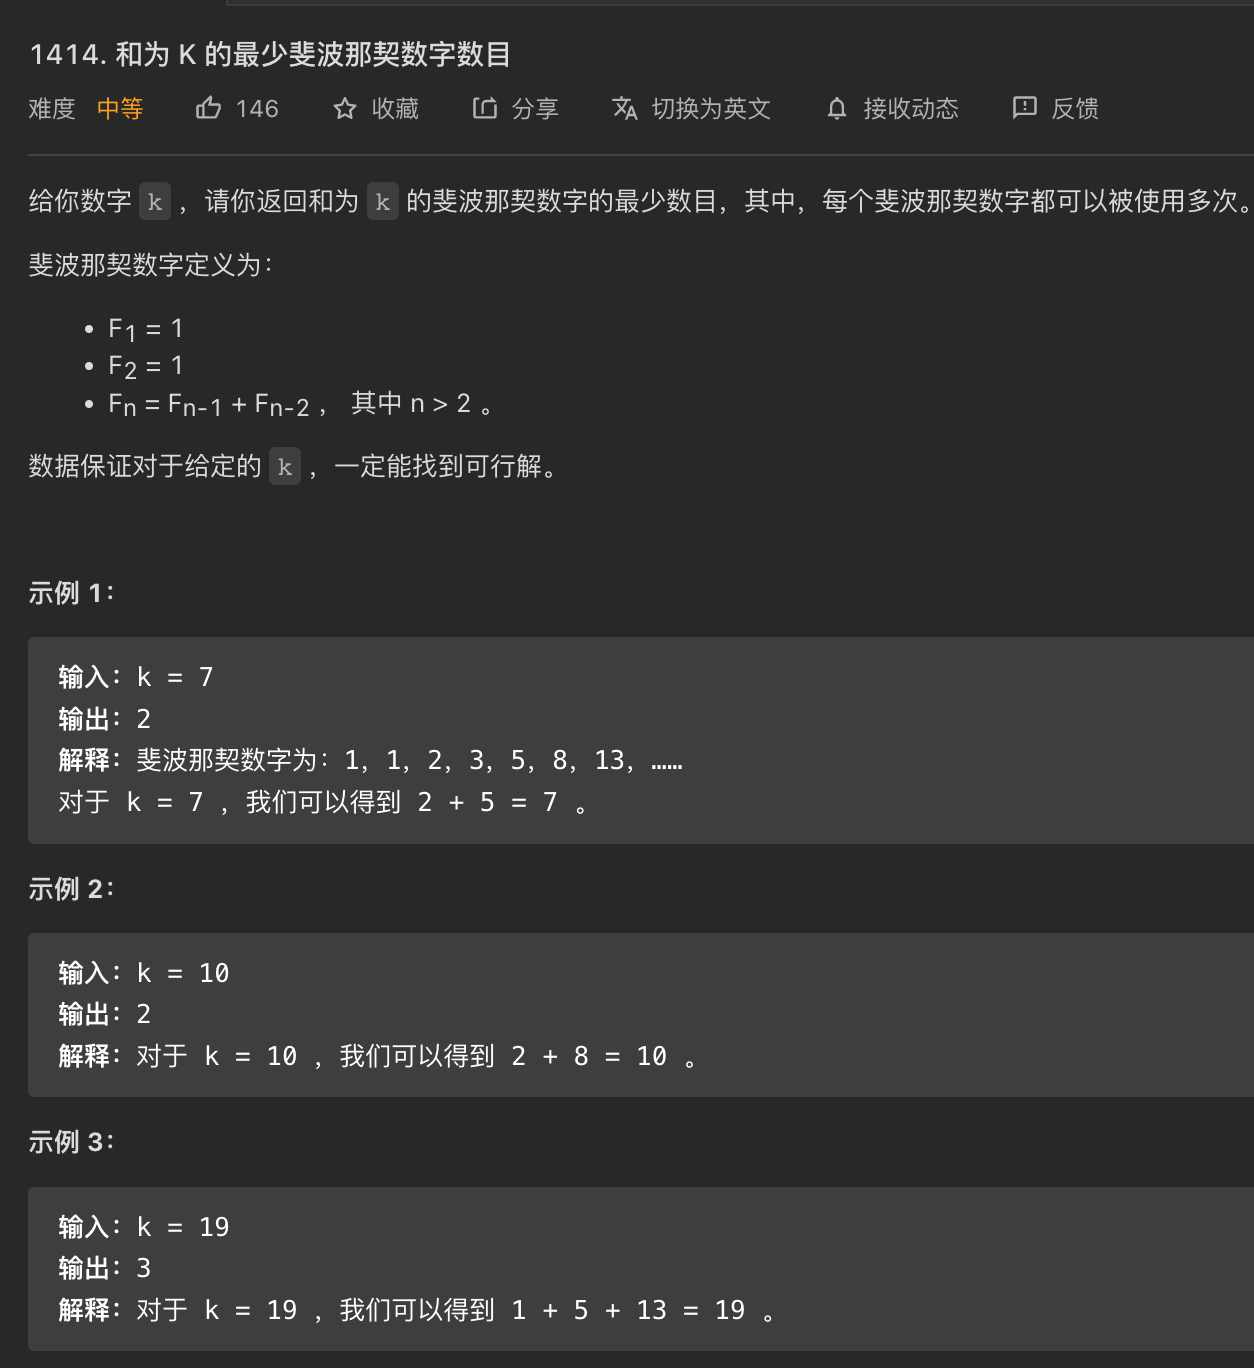 1414. 和为 K 的最少斐波那契数字数目
难度 中等 146 收藏 分享 切换为英文 接收动态 反馈
给你数字 k ，请你返回和为 k 的斐波那契数字的最少数目，其中，每个斐波那契数字都可以被使用多次。
斐波那契数字定义为：
• F1 = 1
• F2 = 1
• Fn = Fn-1 + Fn-2 ， 其中 n > 2 。
数据保证对于给定的 k ，一定能找到可行解。
示例 1：
输入：k = 7
输出：2
解释：斐波那契数字为：1，1，2，3，5，8，13，……
对于 k = 7 ，我们可以得到 2 + 5 = 7 。
示例 2：
输入：k = 10
输出：2
解释：对于 k = 10 ，我们可以得到 2 + 8 = 10 。
示例 3：
输入：k = 19
输出：3
解释：对于 k = 19 ，我们可以得到 1 + 5 + 13 = 19 。